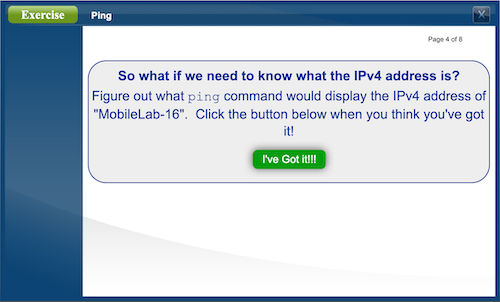 Exercise Ping X
Page 4 of 8
So what if we need to know what the IPv4 address is?
Figure out what ping command would display the IPv4 address of
"MobileLab-16". Click the button below when you think you've got
it!
I've Got it!!!